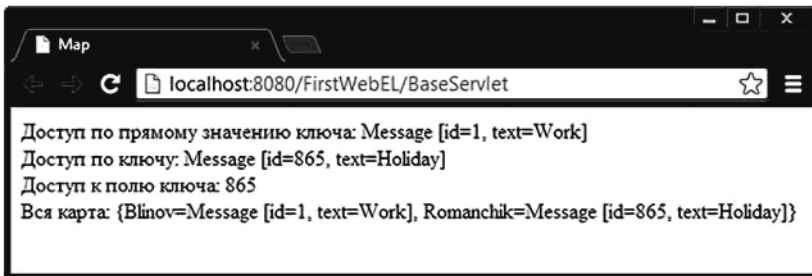 Map
localhost:8080/FirstWebEL/BaseServlet
Доступ по прямому значению ключа: Message [id=1, text=Work]
Доступ по ключу: Message [id=865, text=Holiday]
Доступ к полю ключа: 865
Вся карта: {Blinov=Message [id=1, text=Work], Romanchik=Message [id=865, text=Holiday]}